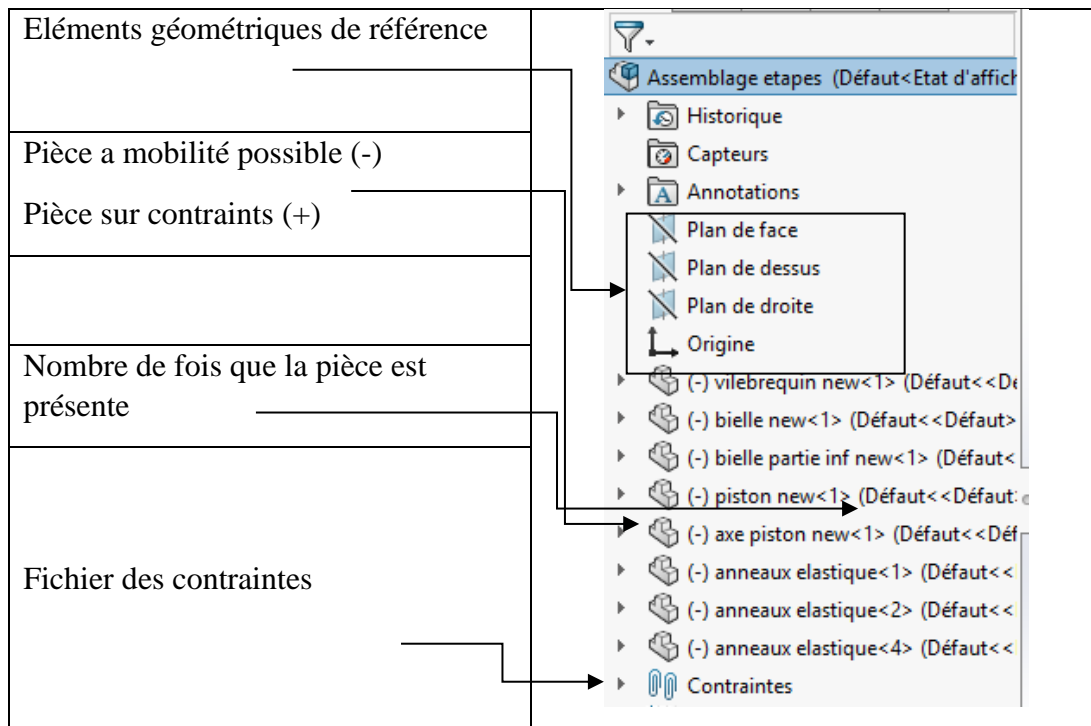 Eléments géométriques de référence
Pièce a mobilité possible (-)
Pièce sur contraints (+)
Nombre de fois que la pièce est
présente
Fichier des contraintes
Assemblage etapes (Défaut<Etat d'affich
Historique
Capteurs
Annotations
Plan de face
Plan de dessus
Plan de droite
Origine
(-) vilebrequin new<1> (Défaut<<De
(-) bielle new<1> (Défaut<<Défaut>
(-) bielle partie inf new<1> (Défaut<
(-) piston new<1> (Défaut<<Défaut
(-) axe piston new<1> (Défaut<<Déf
(-) anneaux elastique<1> (Défaut<<
(-) anneaux elastique<2> (Défaut<<
(-) anneaux elastique<4> (Défaut<<
Contraintes